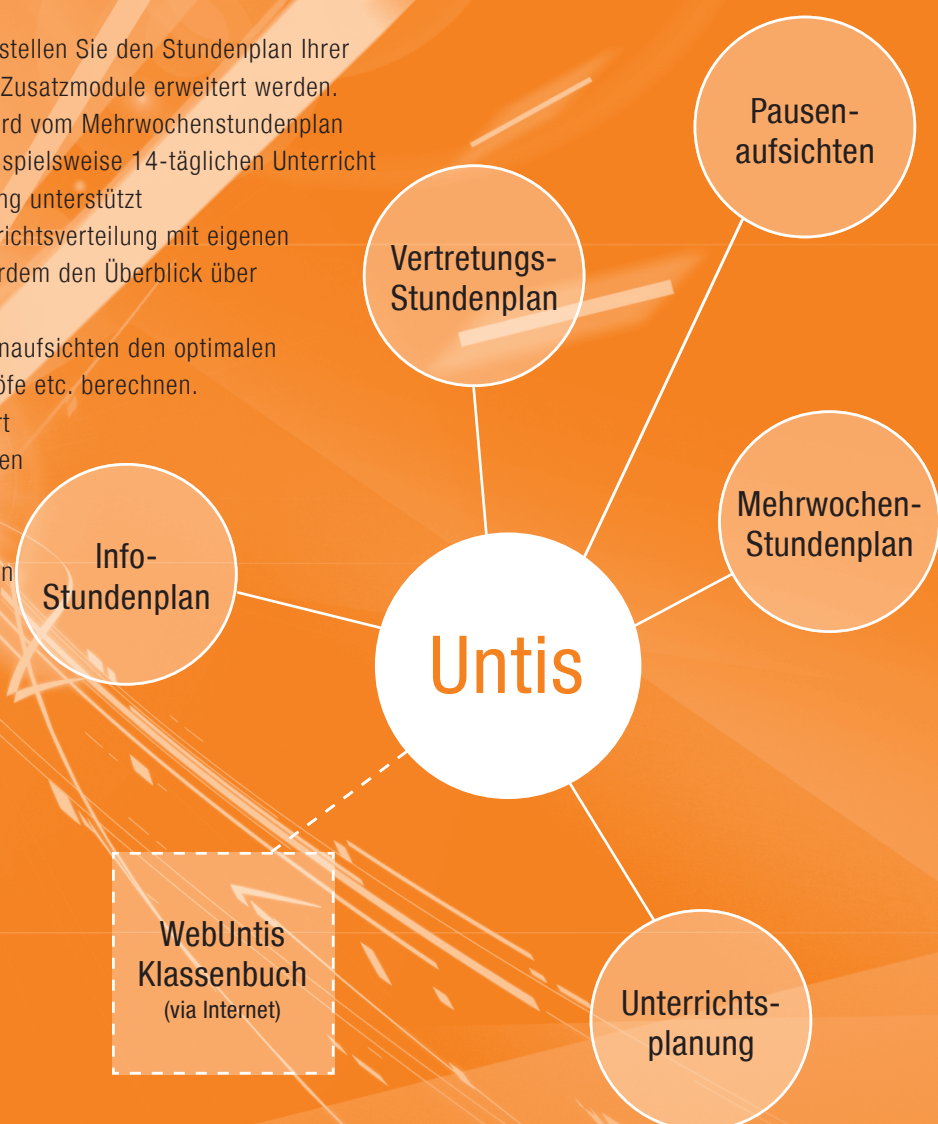 stellen Sie den Stundenplan Ihrer
Zusatzmodule erweitert werden.
rd vom Mehrwochenstundenplan
spielsweise 14-täglichen Unterricht
ng unterstützt
richtsverteilung mit eigenen
rdem den Überblick über
naufsichten den optimalen
öfe etc. berechnen.
rt
en
n
Pausen-
aufsichten
Vertretungs-
Stundenplan
Mehrwochen-
Stundenplan
Info-
Stundenplan
Untis
WebUntis
Klassenbuch
(via Internet)
Unterrichts-
planung